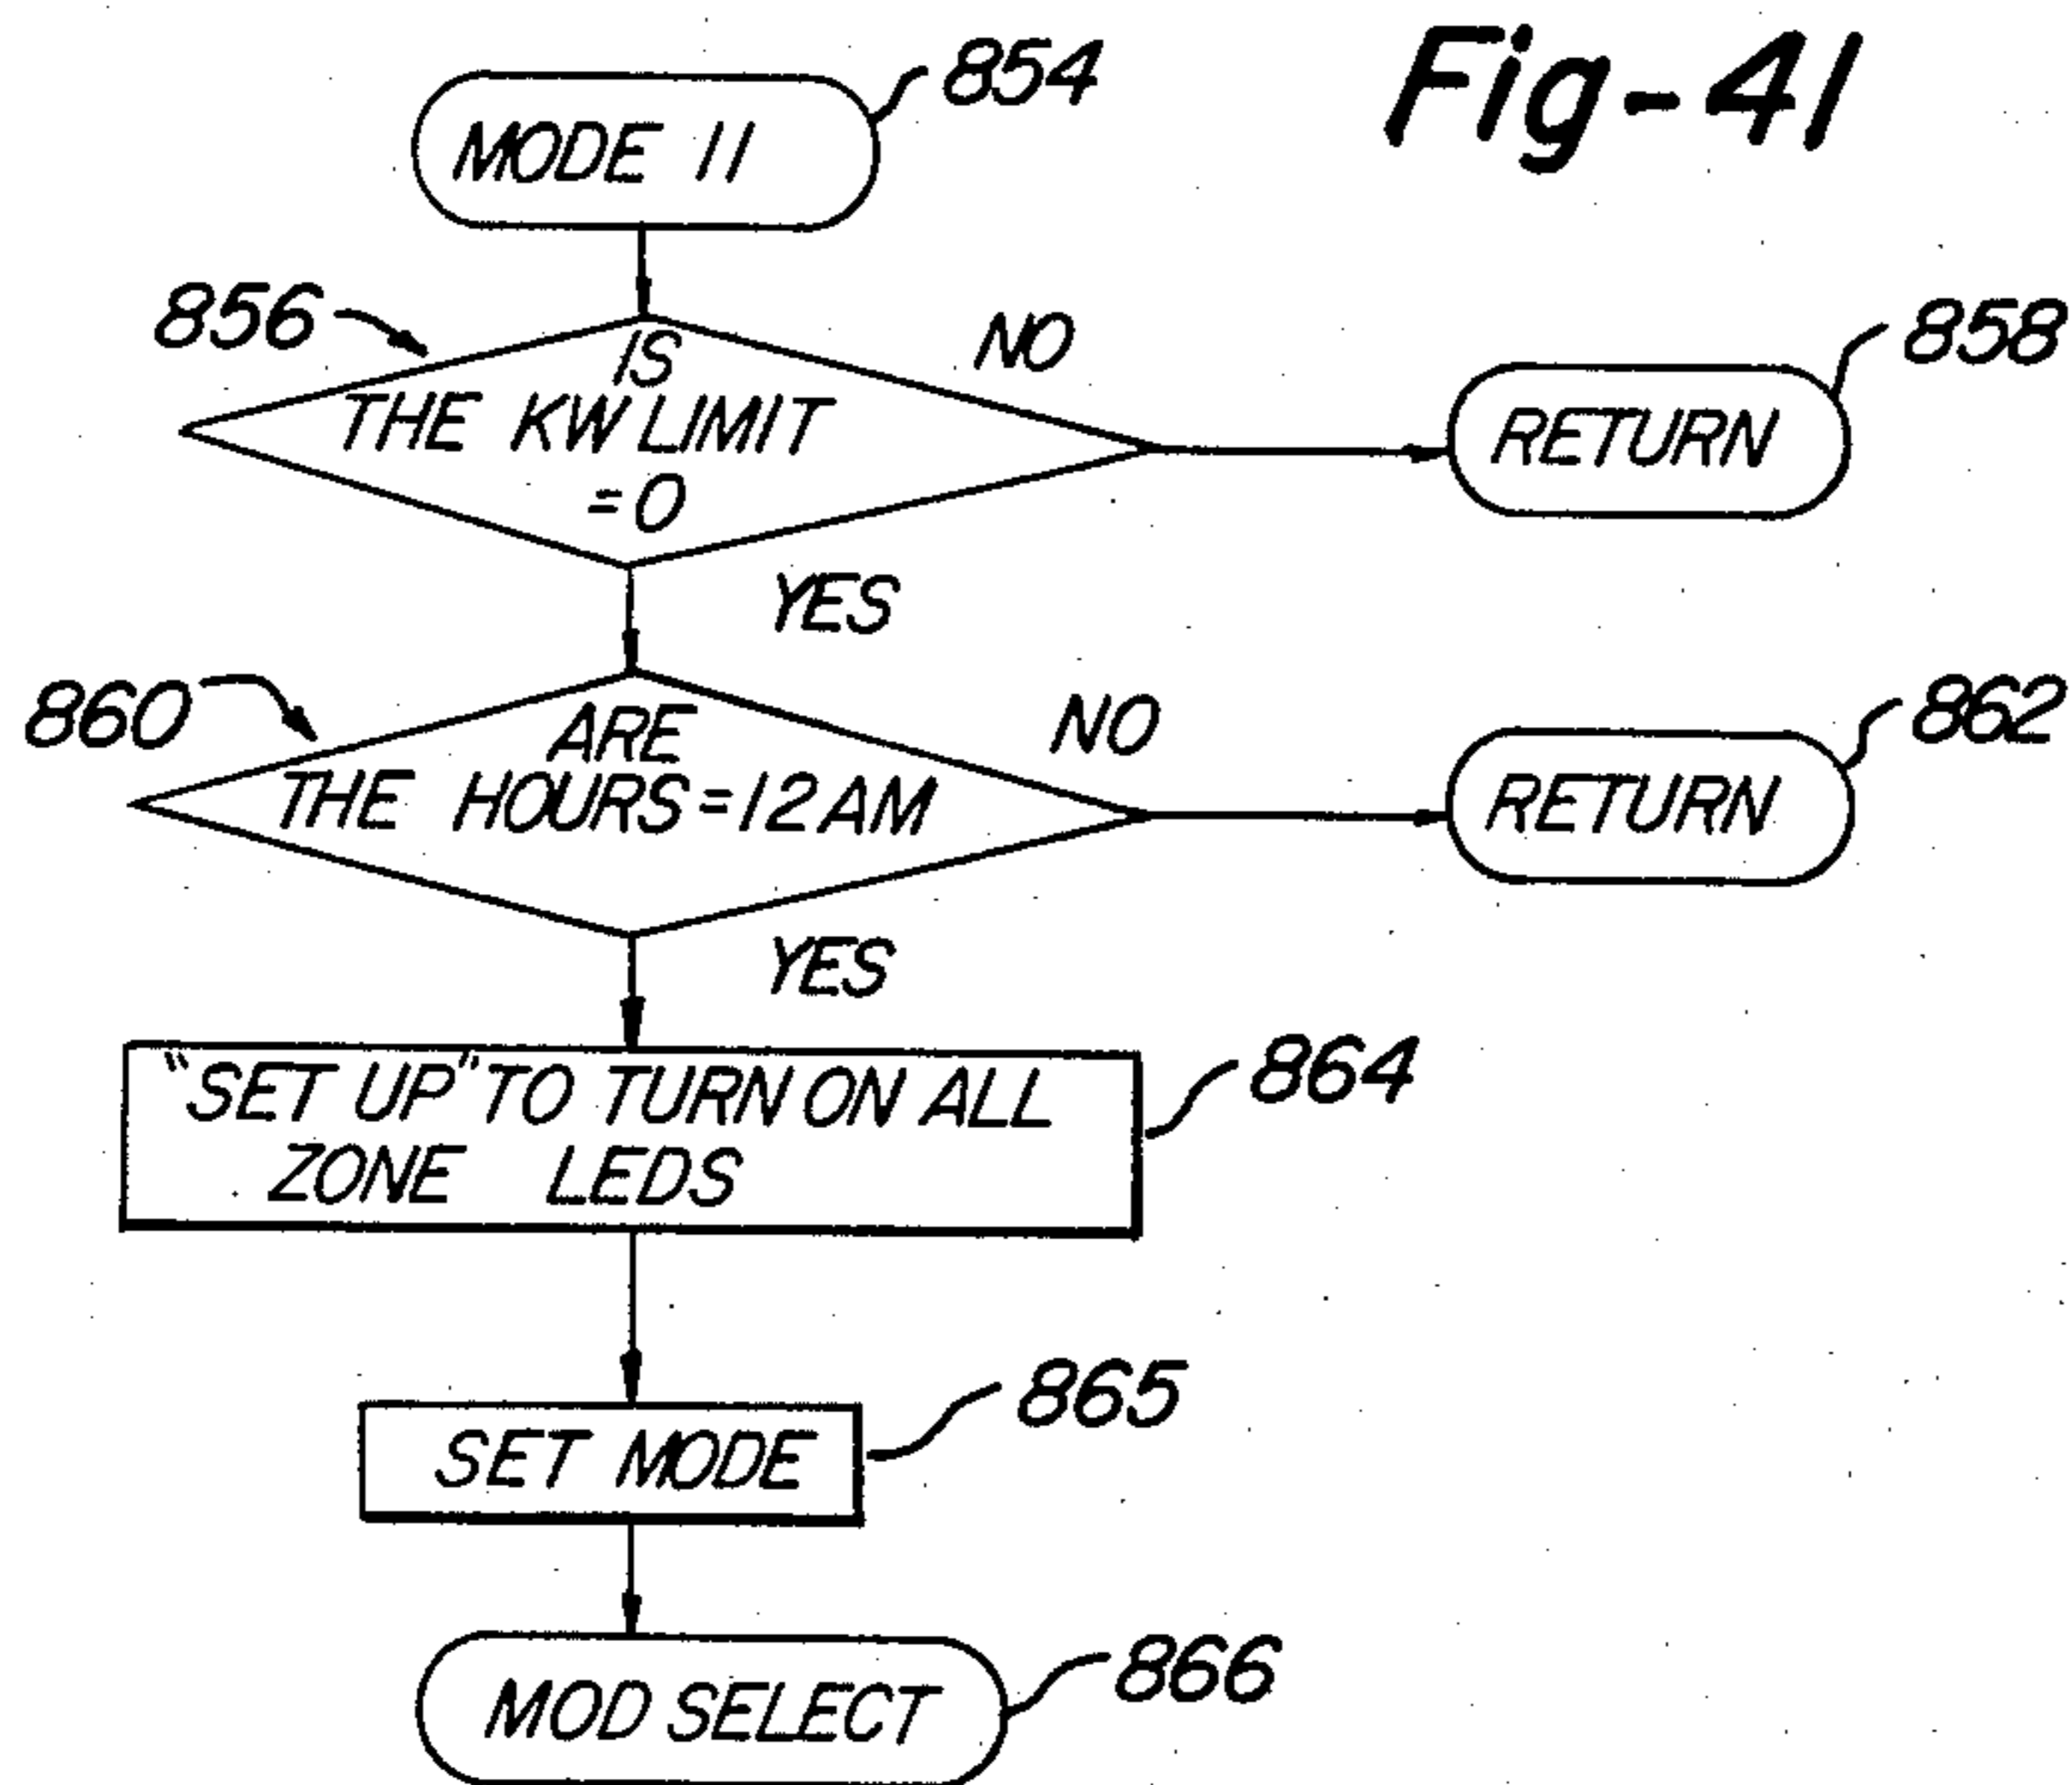 Fig-41
854
MODE 11
856
IS
THE KW LIMIT
=0
NO
858
RETURN
YES
860
ARE
THE HOURS=12AM
NO
862
RETURN
YES
864
"SET UP" TO TURN ON ALL
ZONE LEDS
865
SET MODE
866
MOD SELECT